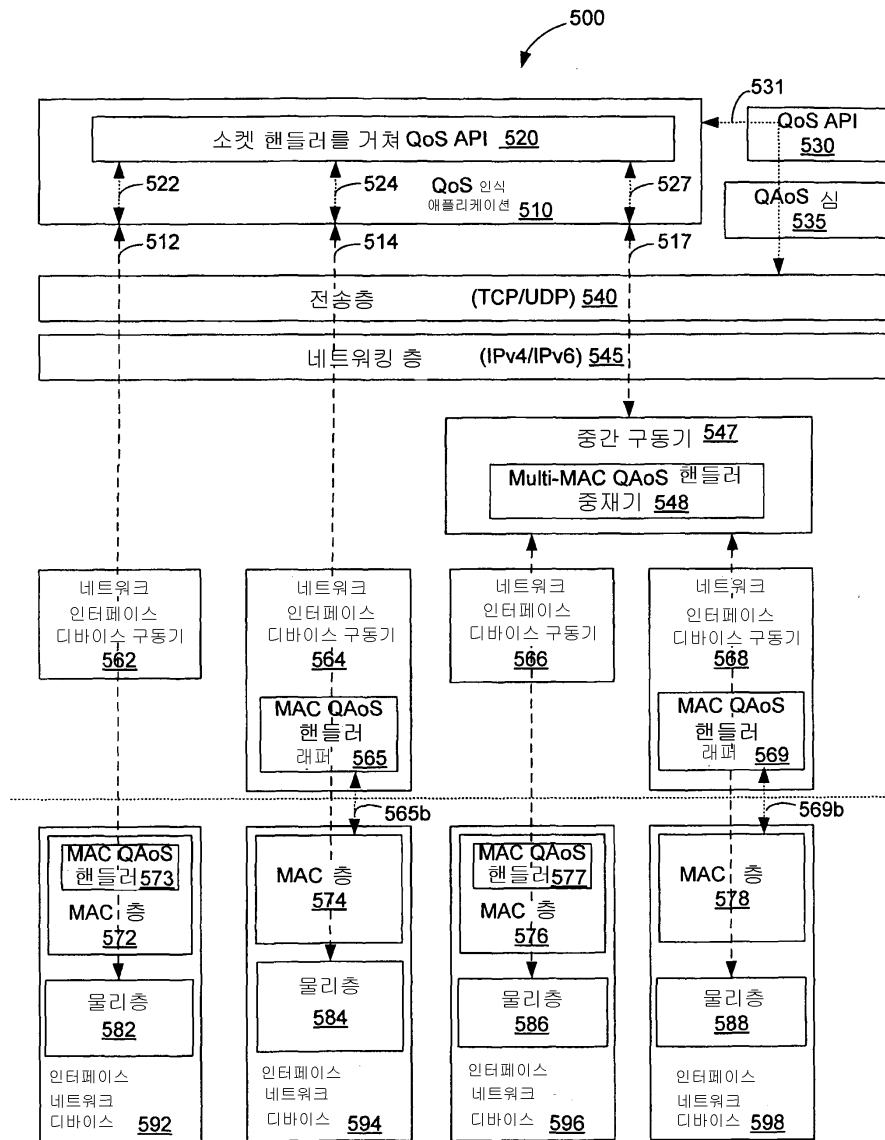 500
531
소켓 핸들러를 거쳐 QoS API 520
QoS API
530
522
524
QoS 인식
애플리케이션 510
527
QAoS 심
535
512
514
517
전송층 (TCP/UDP) 540
네트워킹 층 (IPv4/IPv6) 545
중간 구동기 547
Multi-MAC QAoS 핸들러
중재기 548
네트워크
인터페이스
디바이스 구동기
562
네트워크
인터페이스
디바이스 구동기
564
MAC QAoS
핸들러
래퍼 565
네트워크
인터페이스
디바이스 구동기
566
네트워크
인터페이스
디바이스 구동기
568
MAC QAoS
핸들러
래퍼 569
565b
569b
MAC QAoS
핸들러 573
MAC 층
572
물리층
582
인터페이스
네트워크
디바이스 592
MAC 층
574
물리층
584
인터페이스
네트워크
디바이스 594
MAC QAoS
핸들러 577
MAC 층
576
물리층
586
인터페이스
네트워크
디바이스 596
MAC 층
578
물리층
588
인터페이스
네트워크
디바이스 598